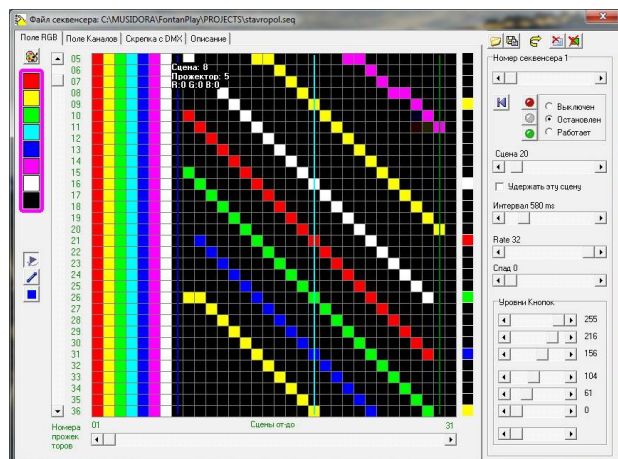 Файл секвенсера: C:\MUSIDORA\FontanPlay\PROJECTS\stavropol.seq
Поле RGB
Поле Каналов
Скрепка с DMX
Описание
Сцена: 8
Прожектор: 5
R:0 G:0 B:0
05
06
07
08
09
10
11
12
13
14
15
16
17
18
19
20
21
22
23
24
25
26
27
28
29
30
31
32
33
34
35
36
Номера прожек торов
01
Сцены от-до
31
Номер секвенсера 1
Выключен
Остановлен
Работает
Сцена 20
Удержать эту сцену
Интервал 580 ms
Rate 32
Спад 0
Уровни Кнопок
255
216
156
104
61
0